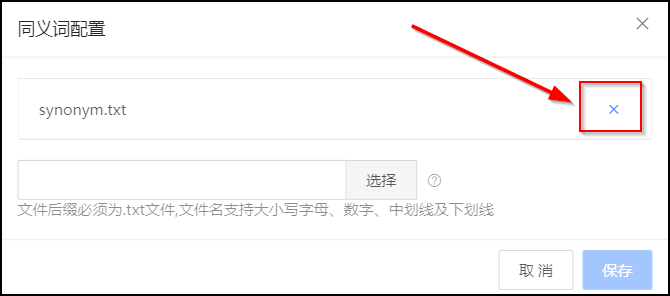 同义词配置
synonym.txt
选择
文件后缀必须为.txt文件,文件名支持大小写字母、数字、中划线及下划线
取 消
保存